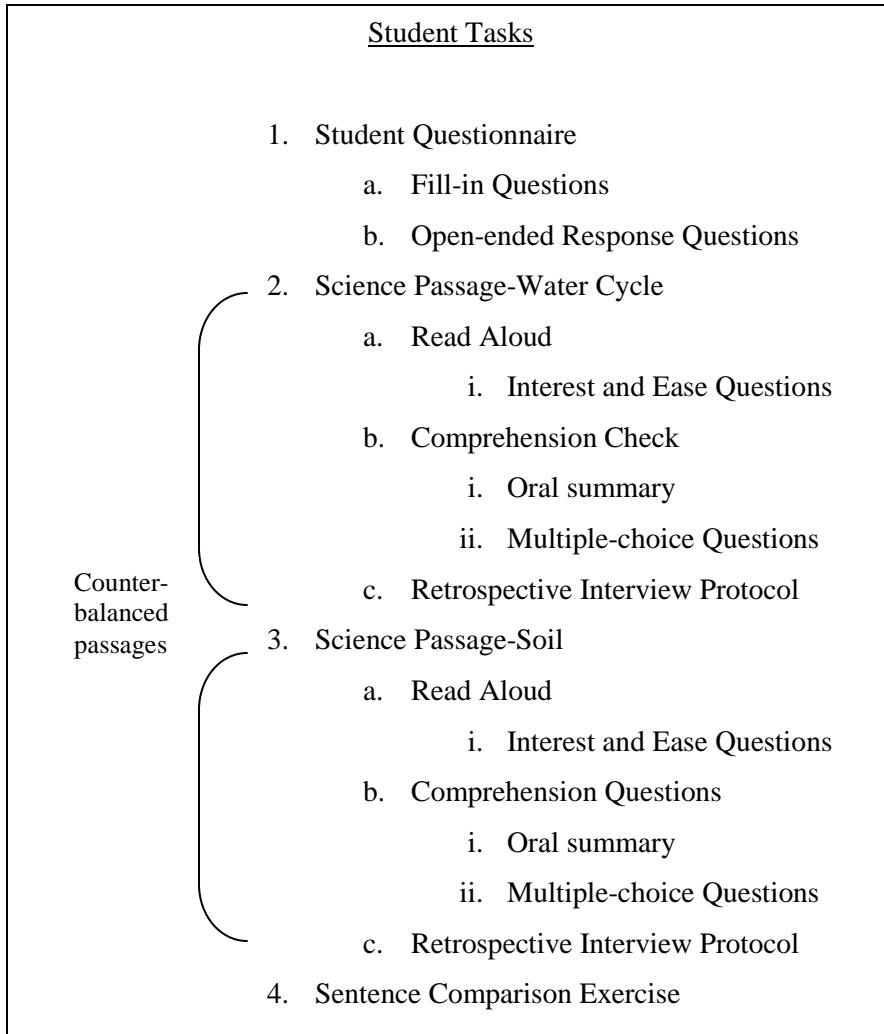 Student Tasks
1. Student Questionnaire
a. Fill-in Questions
b. Open-ended Response Questions
2. Science Passage-Water Cycle
a. Read Aloud
i. Interest and Ease Questions
b. Comprehension Check
i. Oral summary
ii. Multiple-choice Questions
c. Retrospective Interview Protocol
Counter-
balanced
passages
3. Science Passage-Soil
a. Read Aloud
i. Interest and Ease Questions
b. Comprehension Questions
i. Oral summary
ii. Multiple-choice Questions
c. Retrospective Interview Protocol
4. Sentence Comparison Exercise